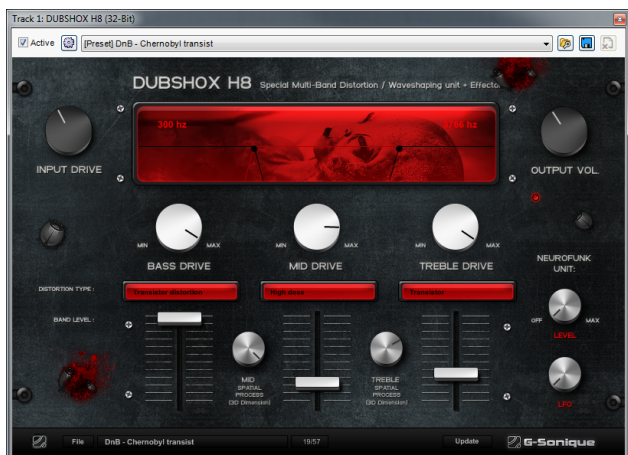 Track 1: DUBSHOX H8 (32-Bit)
Active
[Preset] DnB - Chernobyl transist
DUBSHOX H8 Special Multi-Band Distortion / Waveshaping unit + Effector
390 hz
3766 hz
INPUT DRIVE
OUTPUT VOL.
MIN MAX MIN MAX MIN MAX
BASS DRIVE MID DRIVE TREBLE DRIVE
NEUROFUNK
UNIT:
DISTORTION TYPE :
Transistor distortion
High dose
Transistor
BAND LEVEL :
OFF MAX
LEVEL
MID
SPATIAL
PROCESS
(3D Dimension)
TREBLE
SPATIAL
PROCESS
(3D Dimension)
LFO
File DnB - Chernobyl transist 19/57 Update G-Sonique